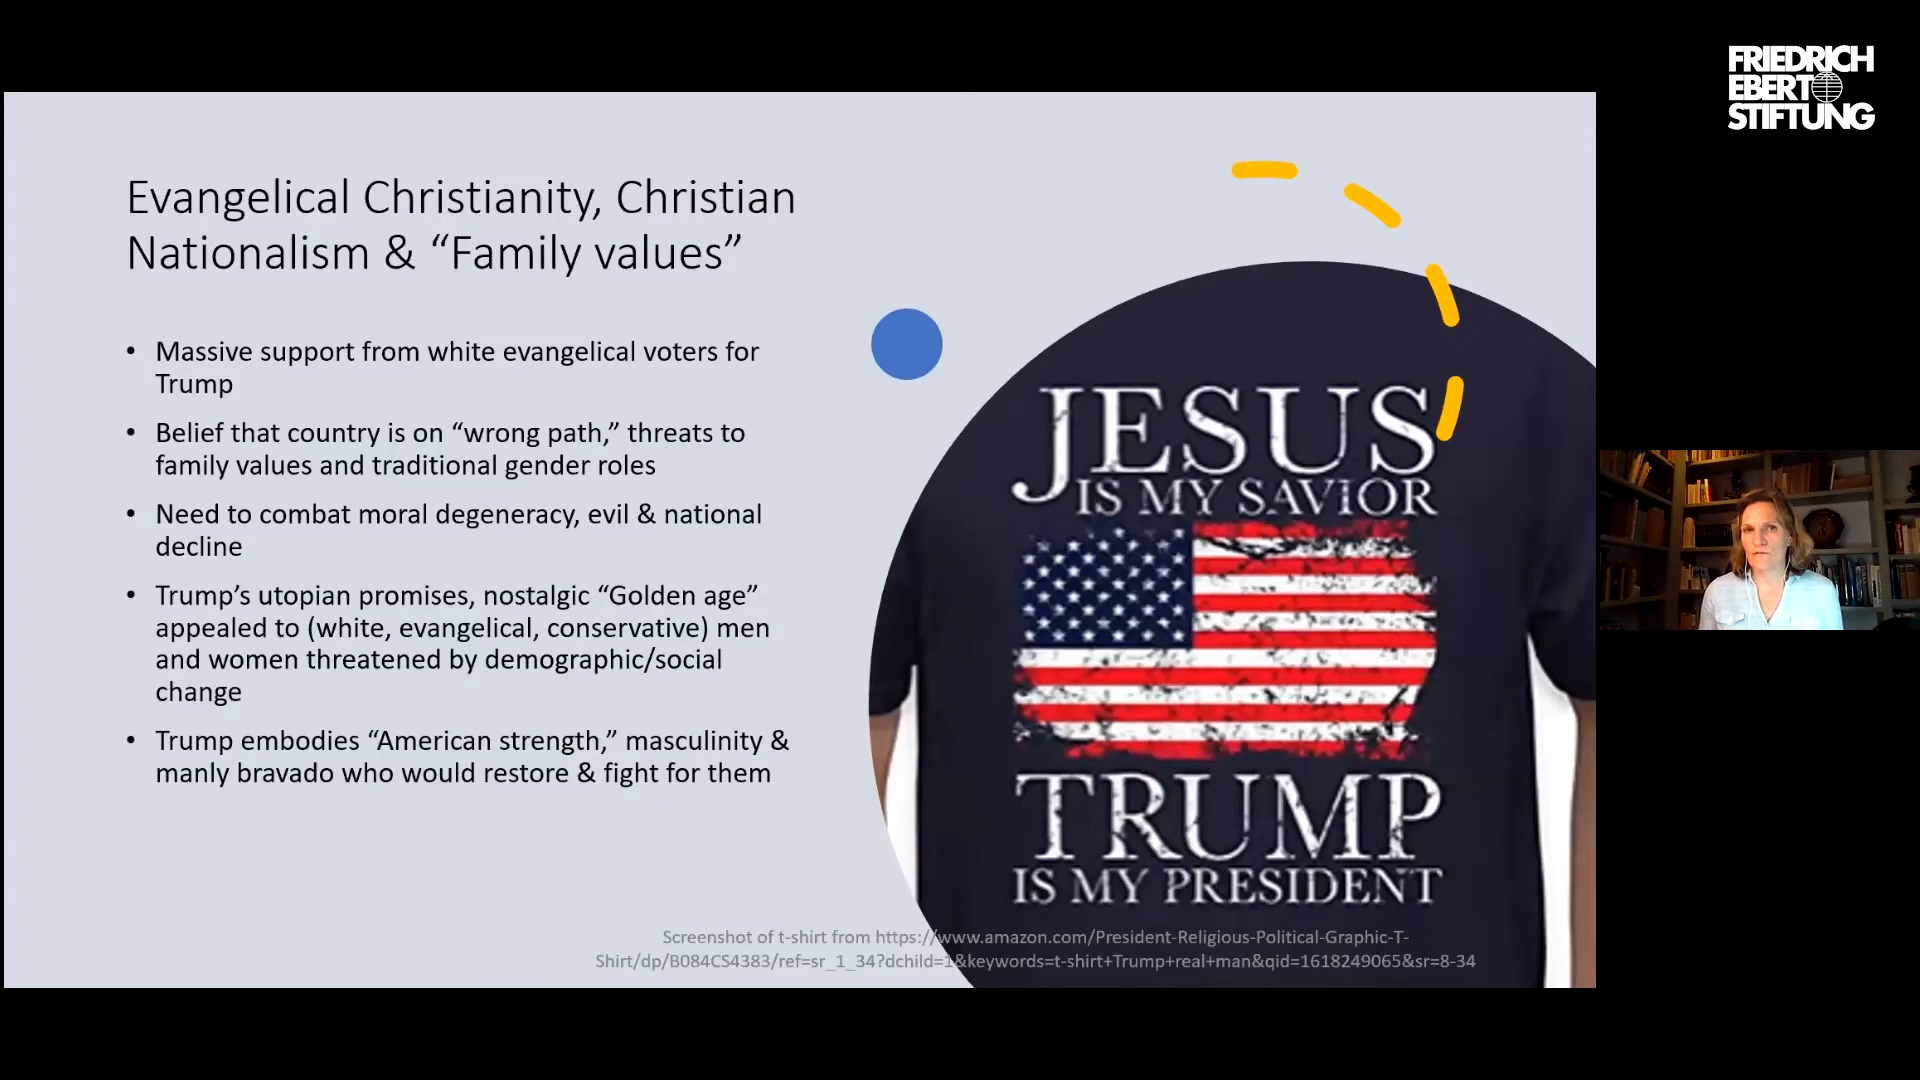 FRIEDRICH
EBERT
STIFTUNG
Evangelical Christianity, Christian
Nationalism & “Family values”
• Massive support from white evangelical voters for
Trump
• Belief that country is on “wrong path,” threats to
family values and traditional gender roles
• Need to combat moral degeneracy, evil & national
decline
• Trump’s utopian promises, nostalgic “Golden age”
appealed to (white, evangelical, conservative) men
and women threatened by demographic/social
change
• Trump embodies “American strength,” masculinity &
manly bravado who would restore & fight for them
JESUS
IS MY SAVIOR
TRUMP
IS MY PRESIDENT
Screenshot of t-shirt from https://www.amazon.com/President-Religious-Political-Graphic-T-
Shirt/dp/B084CS4383/ref=sr_1_34?dchild=1&keywords=t-shirt+Trump+real+man&qid=1618249065&sr=8-34